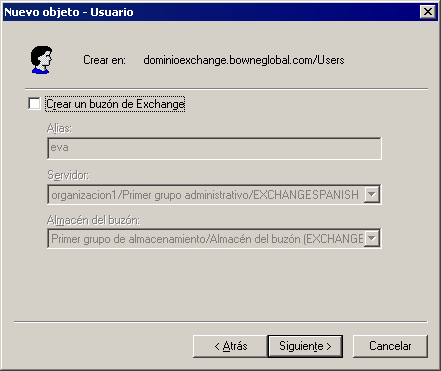 Nuevo objeto - Usuario
Crear en: dominioexchange.bowneglobal.com/Users
Crear un buzón de Exchange
Alias:
eva
Servidor:
organizacion1/Primer grupo administrativo/EXCHANGESPANISH
Almacén del buzón:
Primer grupo de almacenamiento/Almacén del buzón (EXCHANGE
< Atrás Siguiente > Cancelar